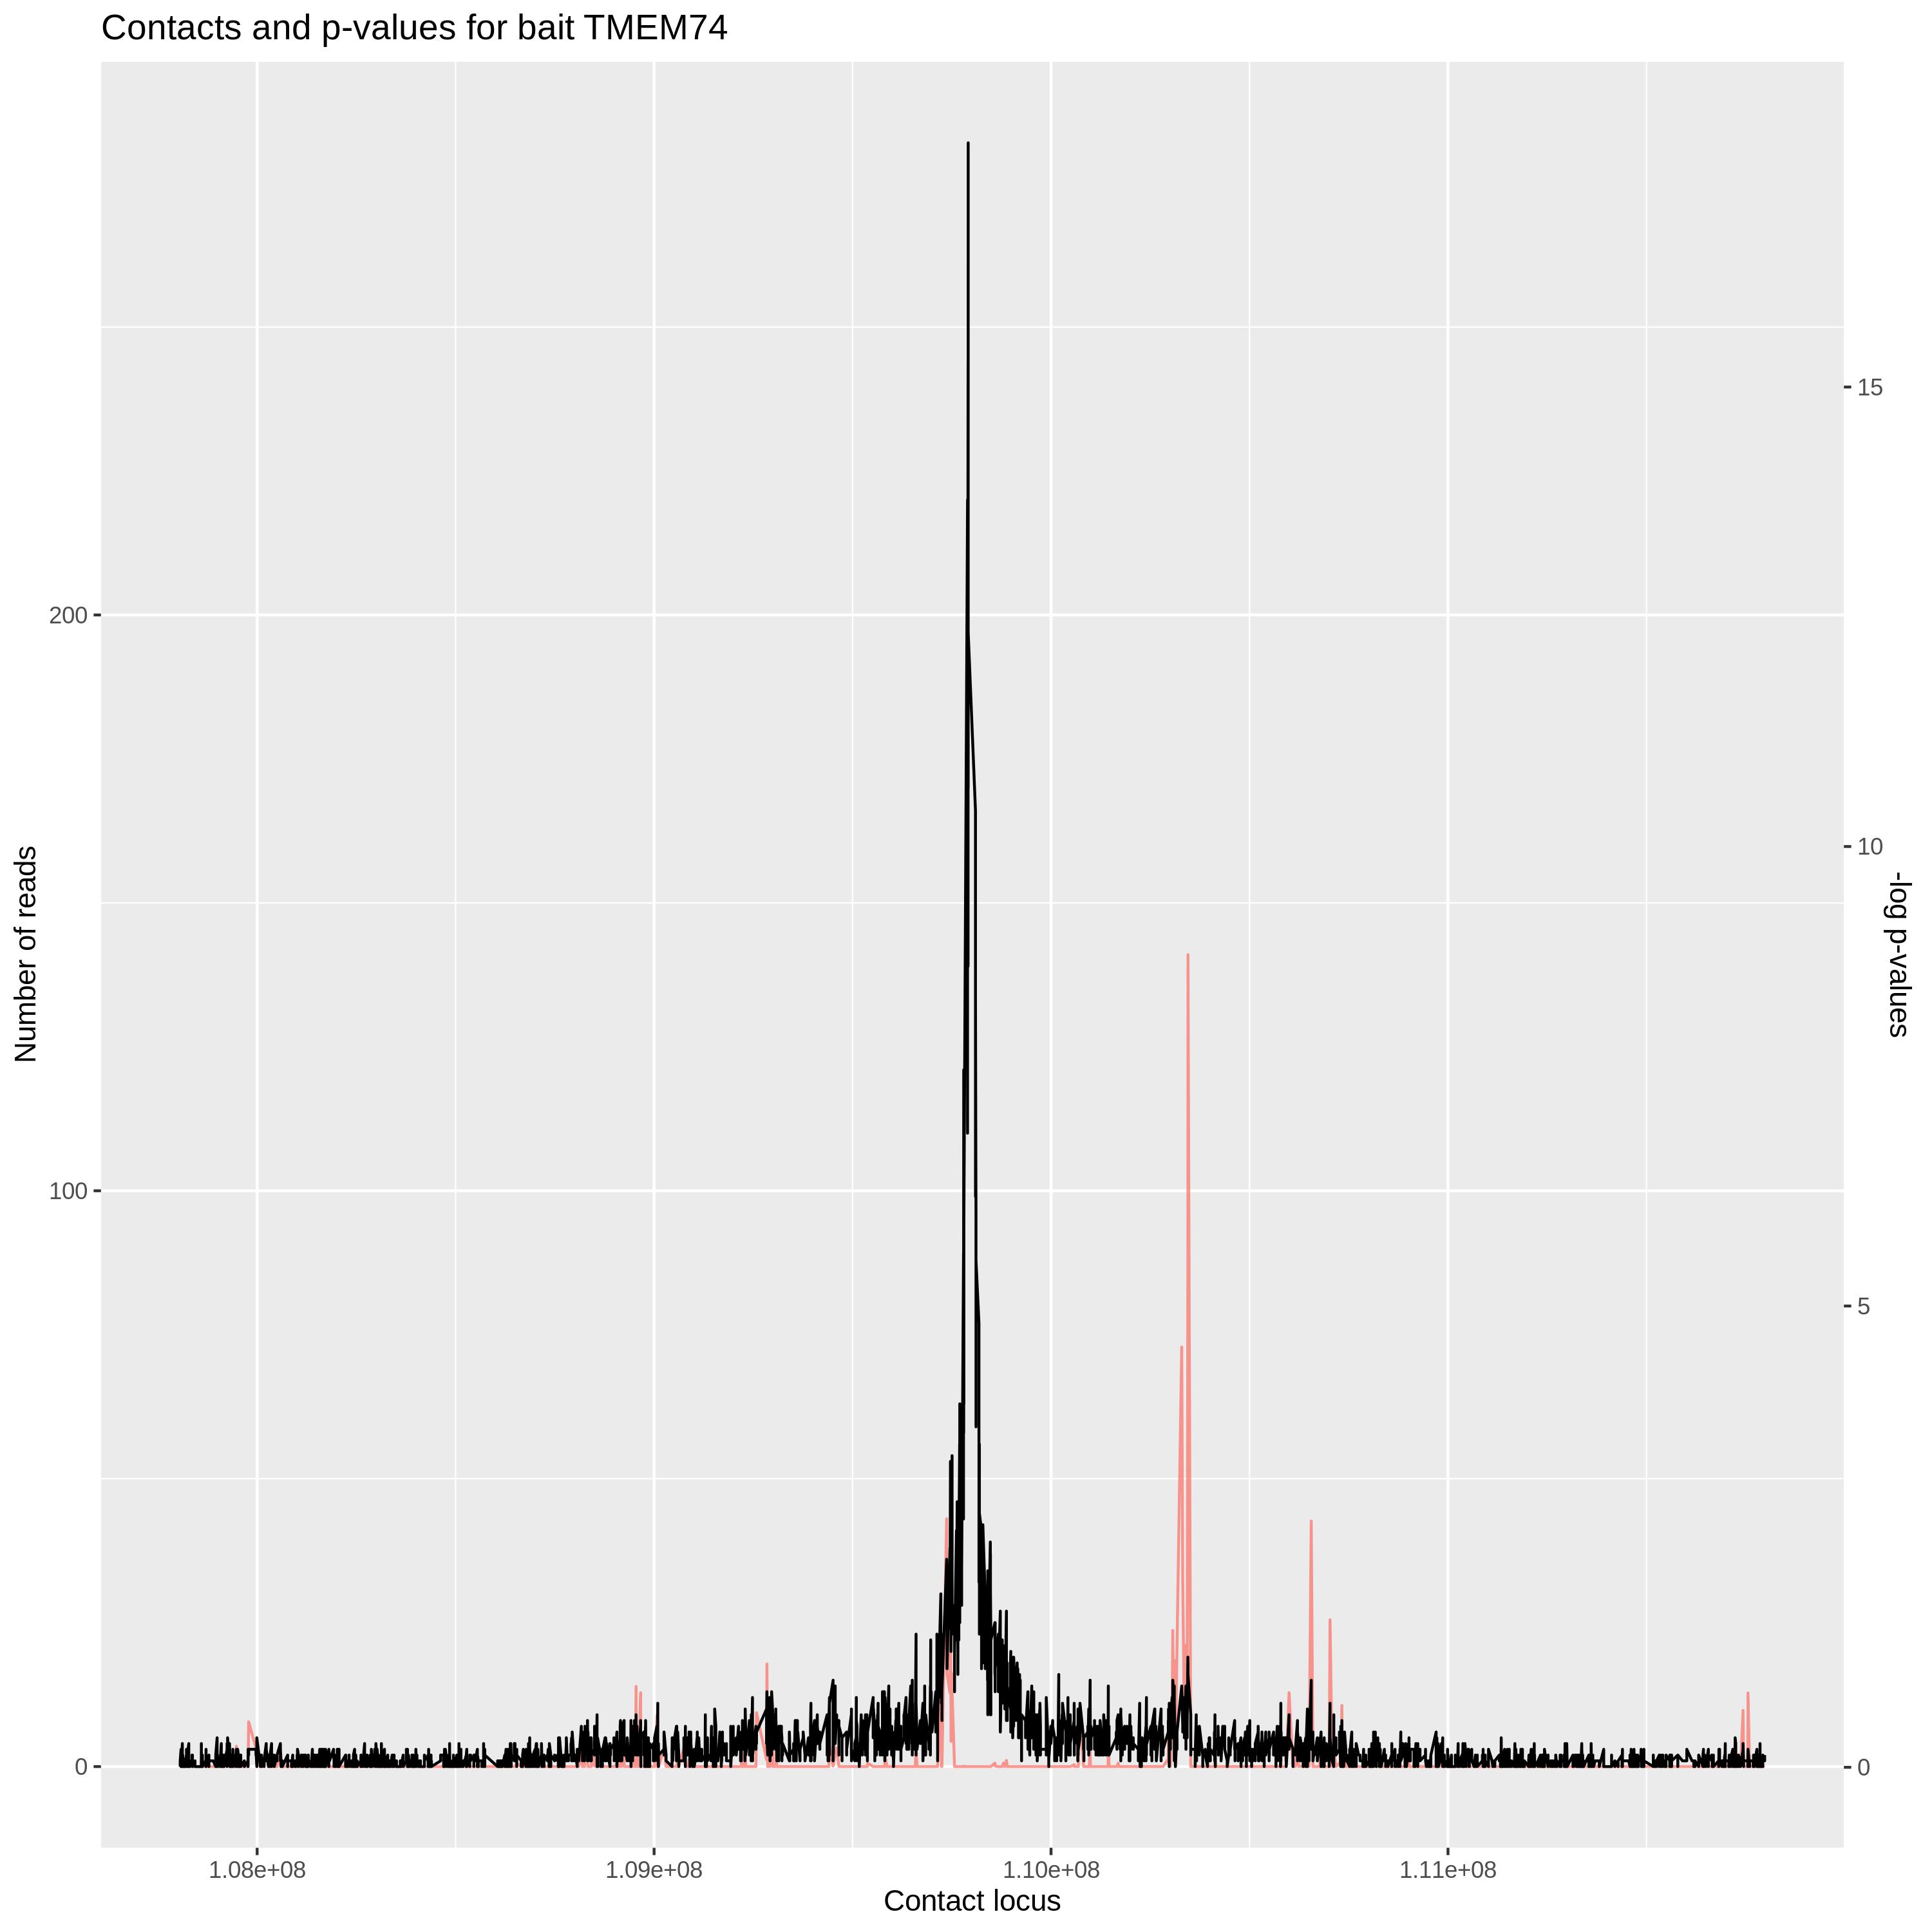 Contacts and p-values for bait TMEM74
Number of reads
200
100
0
15
10
5
0
-log p-values
1.08e+08
1.09e+08
1.10e+08
1.11e+08
Contact locus